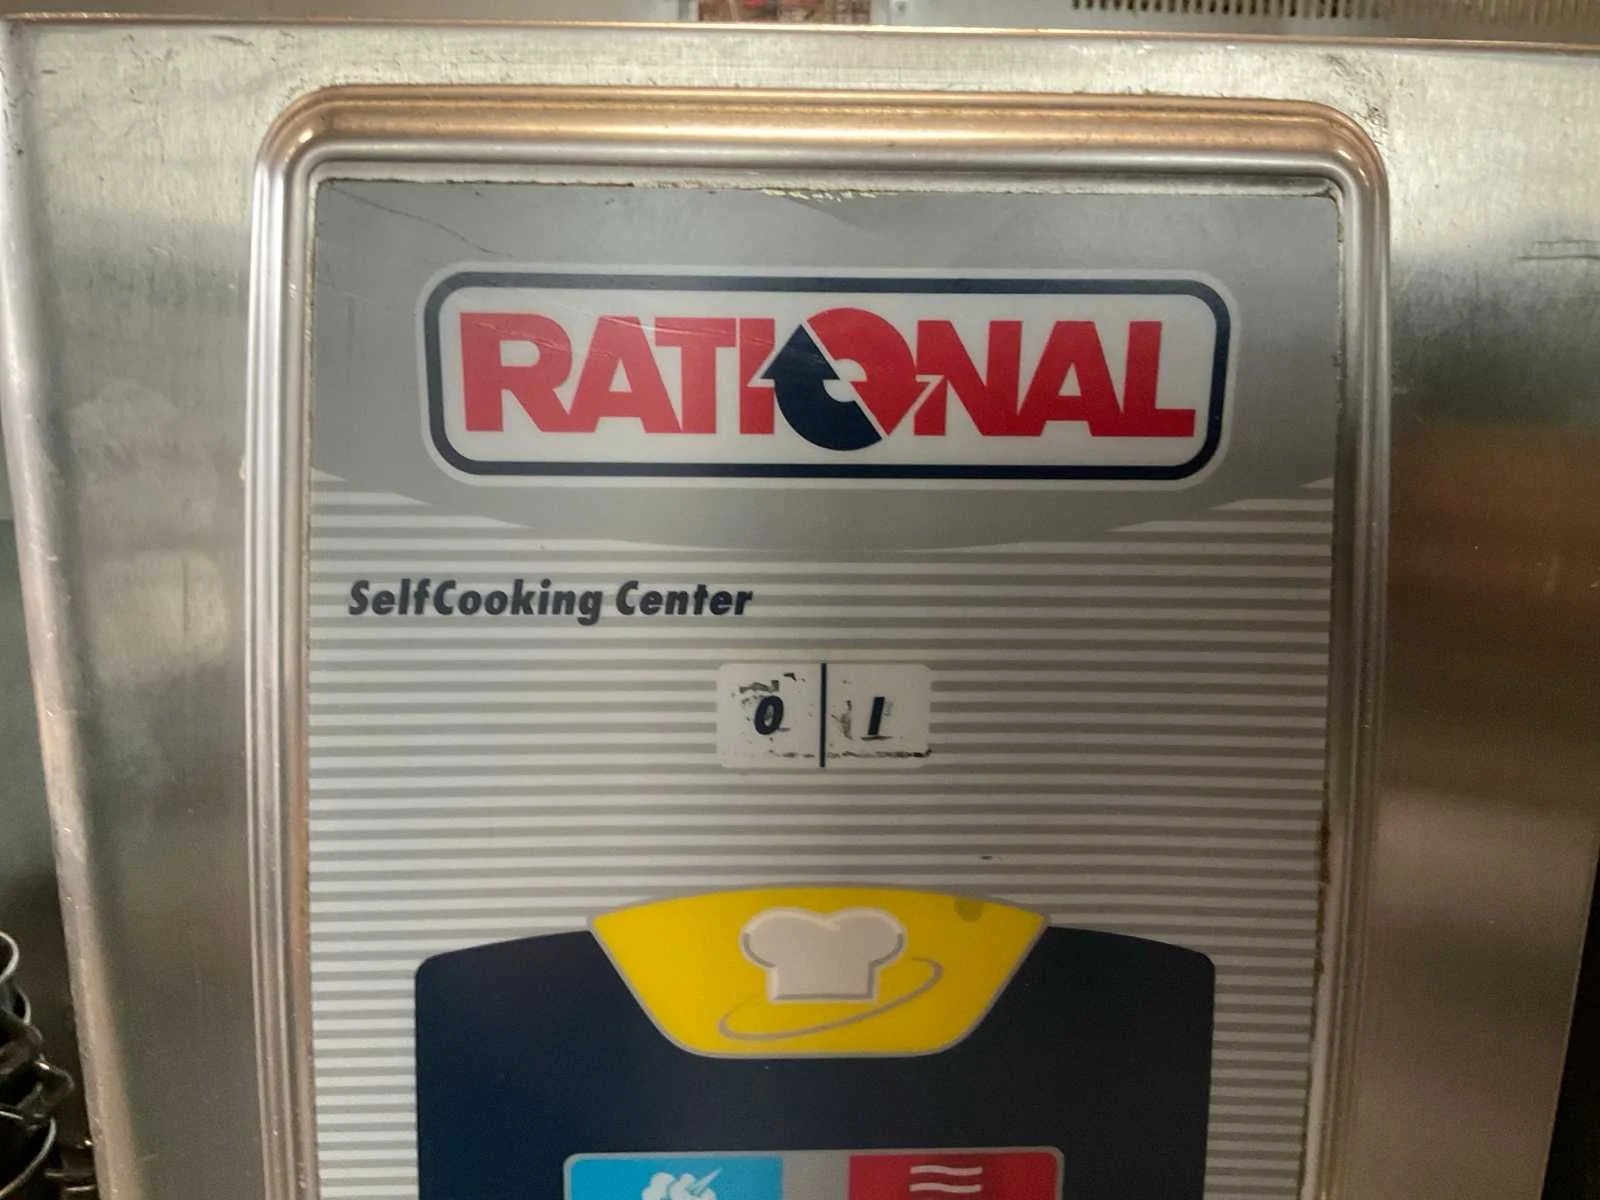 RATIONAL
SelfCooking Center
0 I